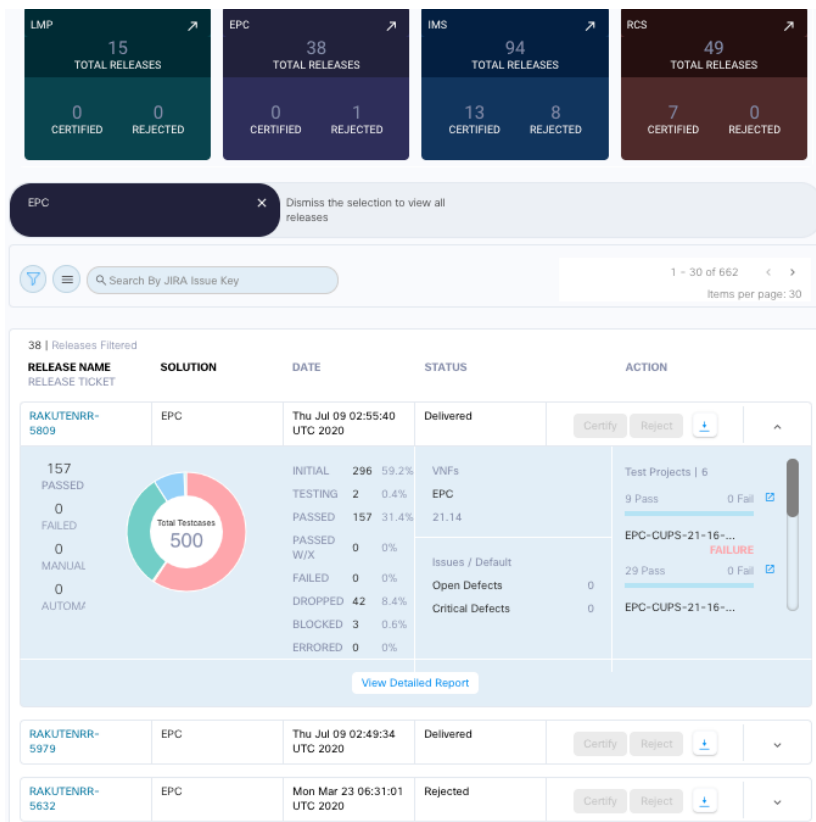 LMP
15
TOTAL RELEASES
0
CERTIFIED
0
REJECTED
EPC
38
TOTAL RELEASES
0
CERTIFIED
1
REJECTED
IMS
94
TOTAL RELEASES
13
CERTIFIED
8
REJECTED
RCS
49
TOTAL RELEASES
7
CERTIFIED
0
REJECTED
EPC
Dismiss the selection to view all
releases
Search By JIRA Issue Key
1 - 30 of 662
Items per page: 30
38 | Releases Filtered
RELEASE NAME
RELEASE TICKET
SOLUTION
DATE
STATUS
ACTION
RAKUTENRR-
5809
EPC
Thu Jul 09 02:55:40
UTC 2020
Delivered
Certify
Reject
157
PASSED
0
FAILED
0
MANUAL
0
AUTOMA
Total Testcases
500
INITIAL 296 59.2%
TESTING 2 0.4%
PASSED 157 31.4%
PASSED
W/X 0 0%
FAILED 0 0%
DROPPED 42 8.4%
BLOCKED 3 0.6%
ERRORED 0 0%
VNFs
EPC
21.14
Issues / Default
Open Defects 0
Critical Defects 0
Test Projects | 6
9 Pass 0 Fail
EPC-CUPS-21-16-...
FAILURE
29 Pass 0 Fail
EPC-CUPS-21-16-...
View Detailed Report
RAKUTENRR-
5979
EPC
Thu Jul 09 02:49:34
UTC 2020
Delivered
Certify
Reject
RAKUTENRR-
5632
EPC
Mon Mar 23 06:31:01
UTC 2020
Rejected
Certify
Reject